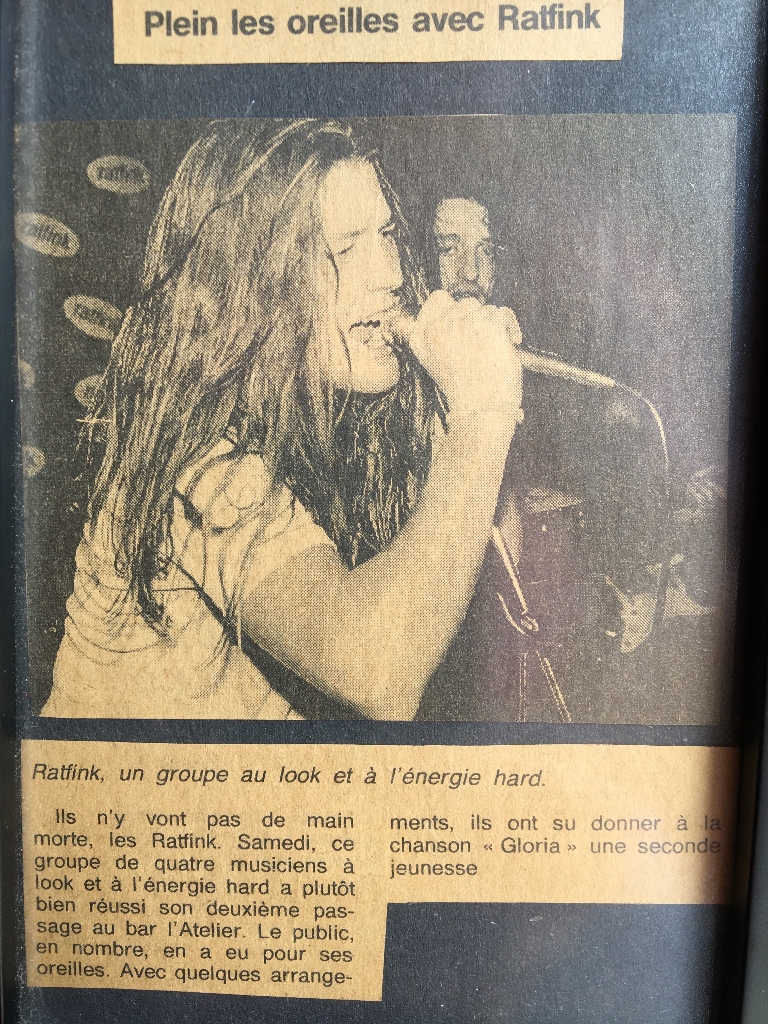 Plein les oreilles avec Ratfink
ratfink
ratfink
Ratfink, un groupe au look et à l'énergie hard.
Ils n'y vont pas de main
morte, les Ratfink. Samedi, ce
groupe de quatre musiciens à
look et à l'énergie hard a plutôt
bien réussi son deuxième pas-
sage au bar l'Atelier. Le public,
en nombre, en a eu pour ses
oreilles. Avec quelques arrange-
ments, ils ont su donner à la
chanson « Gloria » une seconde
jeunesse